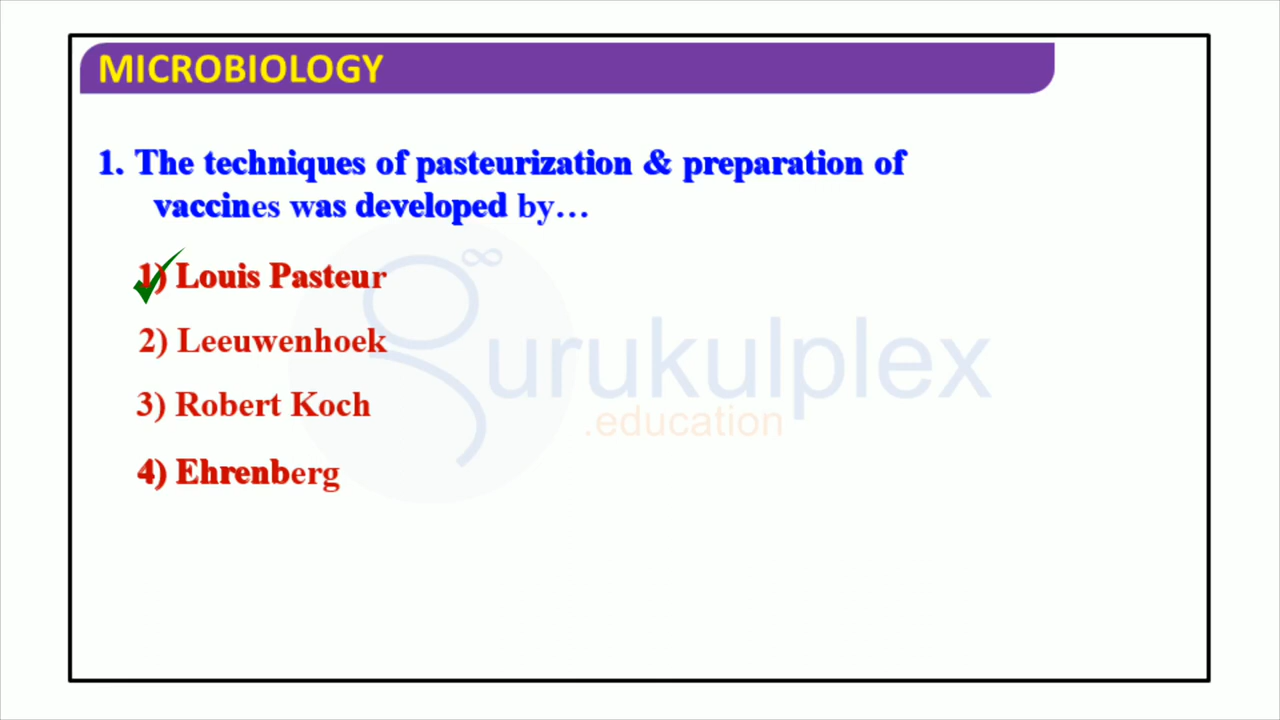 MICROBIOLOGY
1. The techniques of pasteurization & preparation of
vaccines was developed by...
1) Louis Pasteur
2) Leeuwenhoek
3) Robert Koch
4) Ehrenberg
gurukulplex
.education